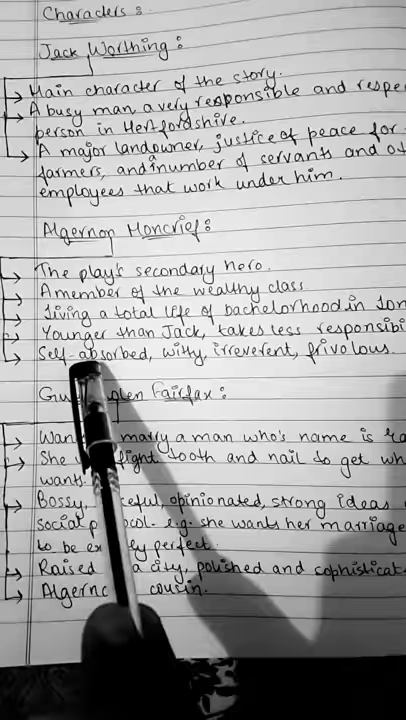 Characters :
Jack Worthing :
Main character of the story.
A busy man, a very responsible and respe
person in Hertfordshire.
A major landowner, justice of peace for
farmers, and a number of servants and ot
employees that work under him.
Algernon Moncrief :
The play's secondary hero.
A member of the wealthy class
living a total life of bachelorhood in Lon
Younger than Jack, takes less responsibi
Self-absorbed, witty, irreverent, frivolous.
Fairfax :
marry a man who's name is
She fight tooth and nail to get wh
wants.
Bossy, opinionated, strong ideas
social e.g. she wants her marriage
to be perfect.
Raised a city, polished and sophisticat
cousin.